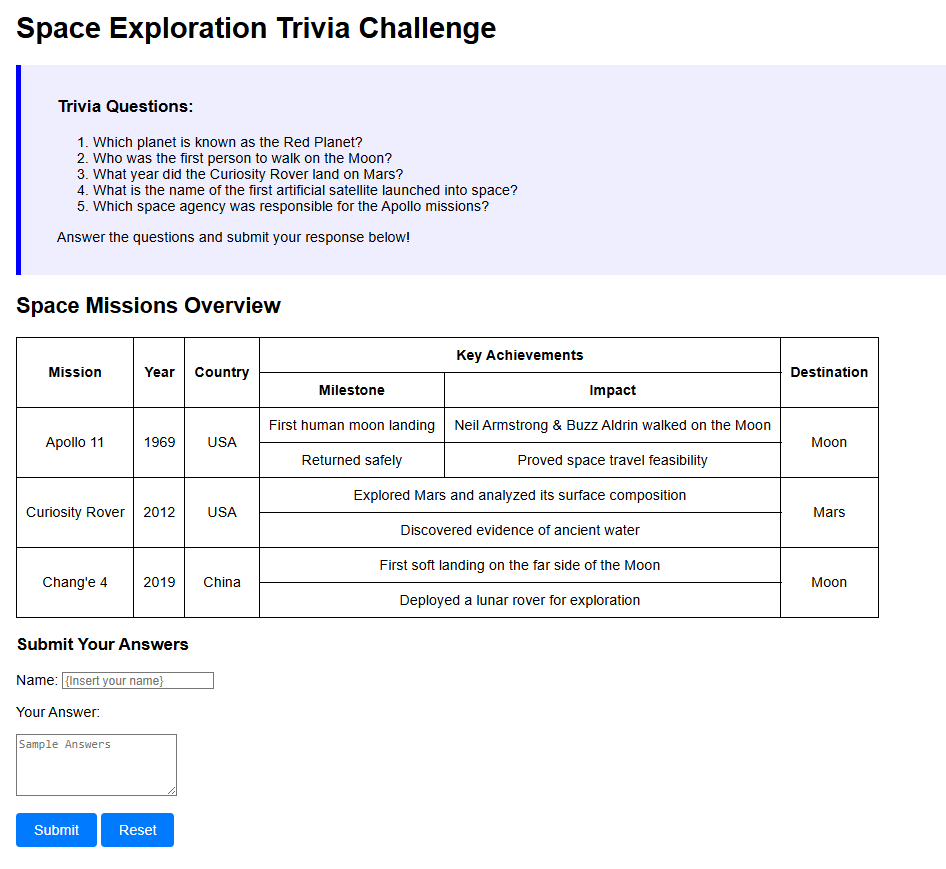 Space Exploration Trivia Challenge
Trivia Questions:
1. Which planet is known as the Red Planet?
2. Who was the first person to walk on the Moon?
3. What year did the Curiosity Rover land on Mars?
4. What is the name of the first artificial satellite launched into space?
5. Which space agency was responsible for the Apollo missions?
Answer the questions and submit your response below!
Space Missions Overview
Mission Year Country Key Achievements Destination
Milestone Impact
Apollo 11 1969 USA First human moon landing Neil Armstrong & Buzz Aldrin walked on the Moon Moon
Returned safely Proved space travel feasibility
Curiosity Rover 2012 USA Explored Mars and analyzed its surface composition Mars
Discovered evidence of ancient water
Chang'e 4 2019 China First soft landing on the far side of the Moon Moon
Deployed a lunar rover for exploration
Submit Your Answers
Name: {Insert your name}
Your Answer:
Sample Answers
Submit Reset